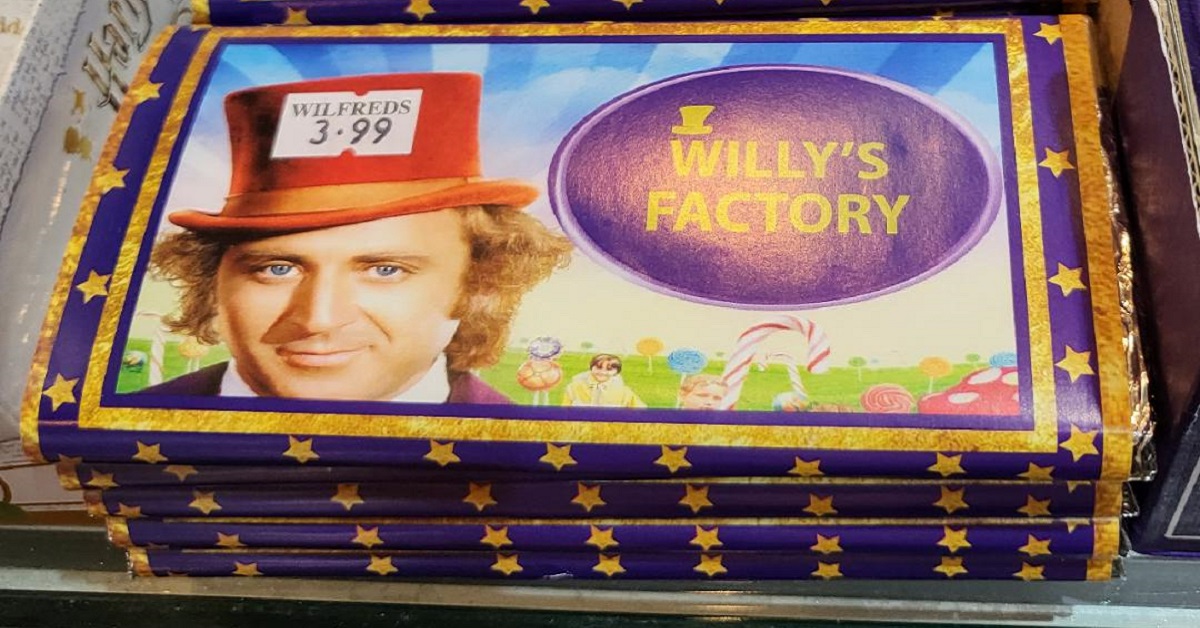 WILFREDS
3.99
WILLY'S
FACTORY